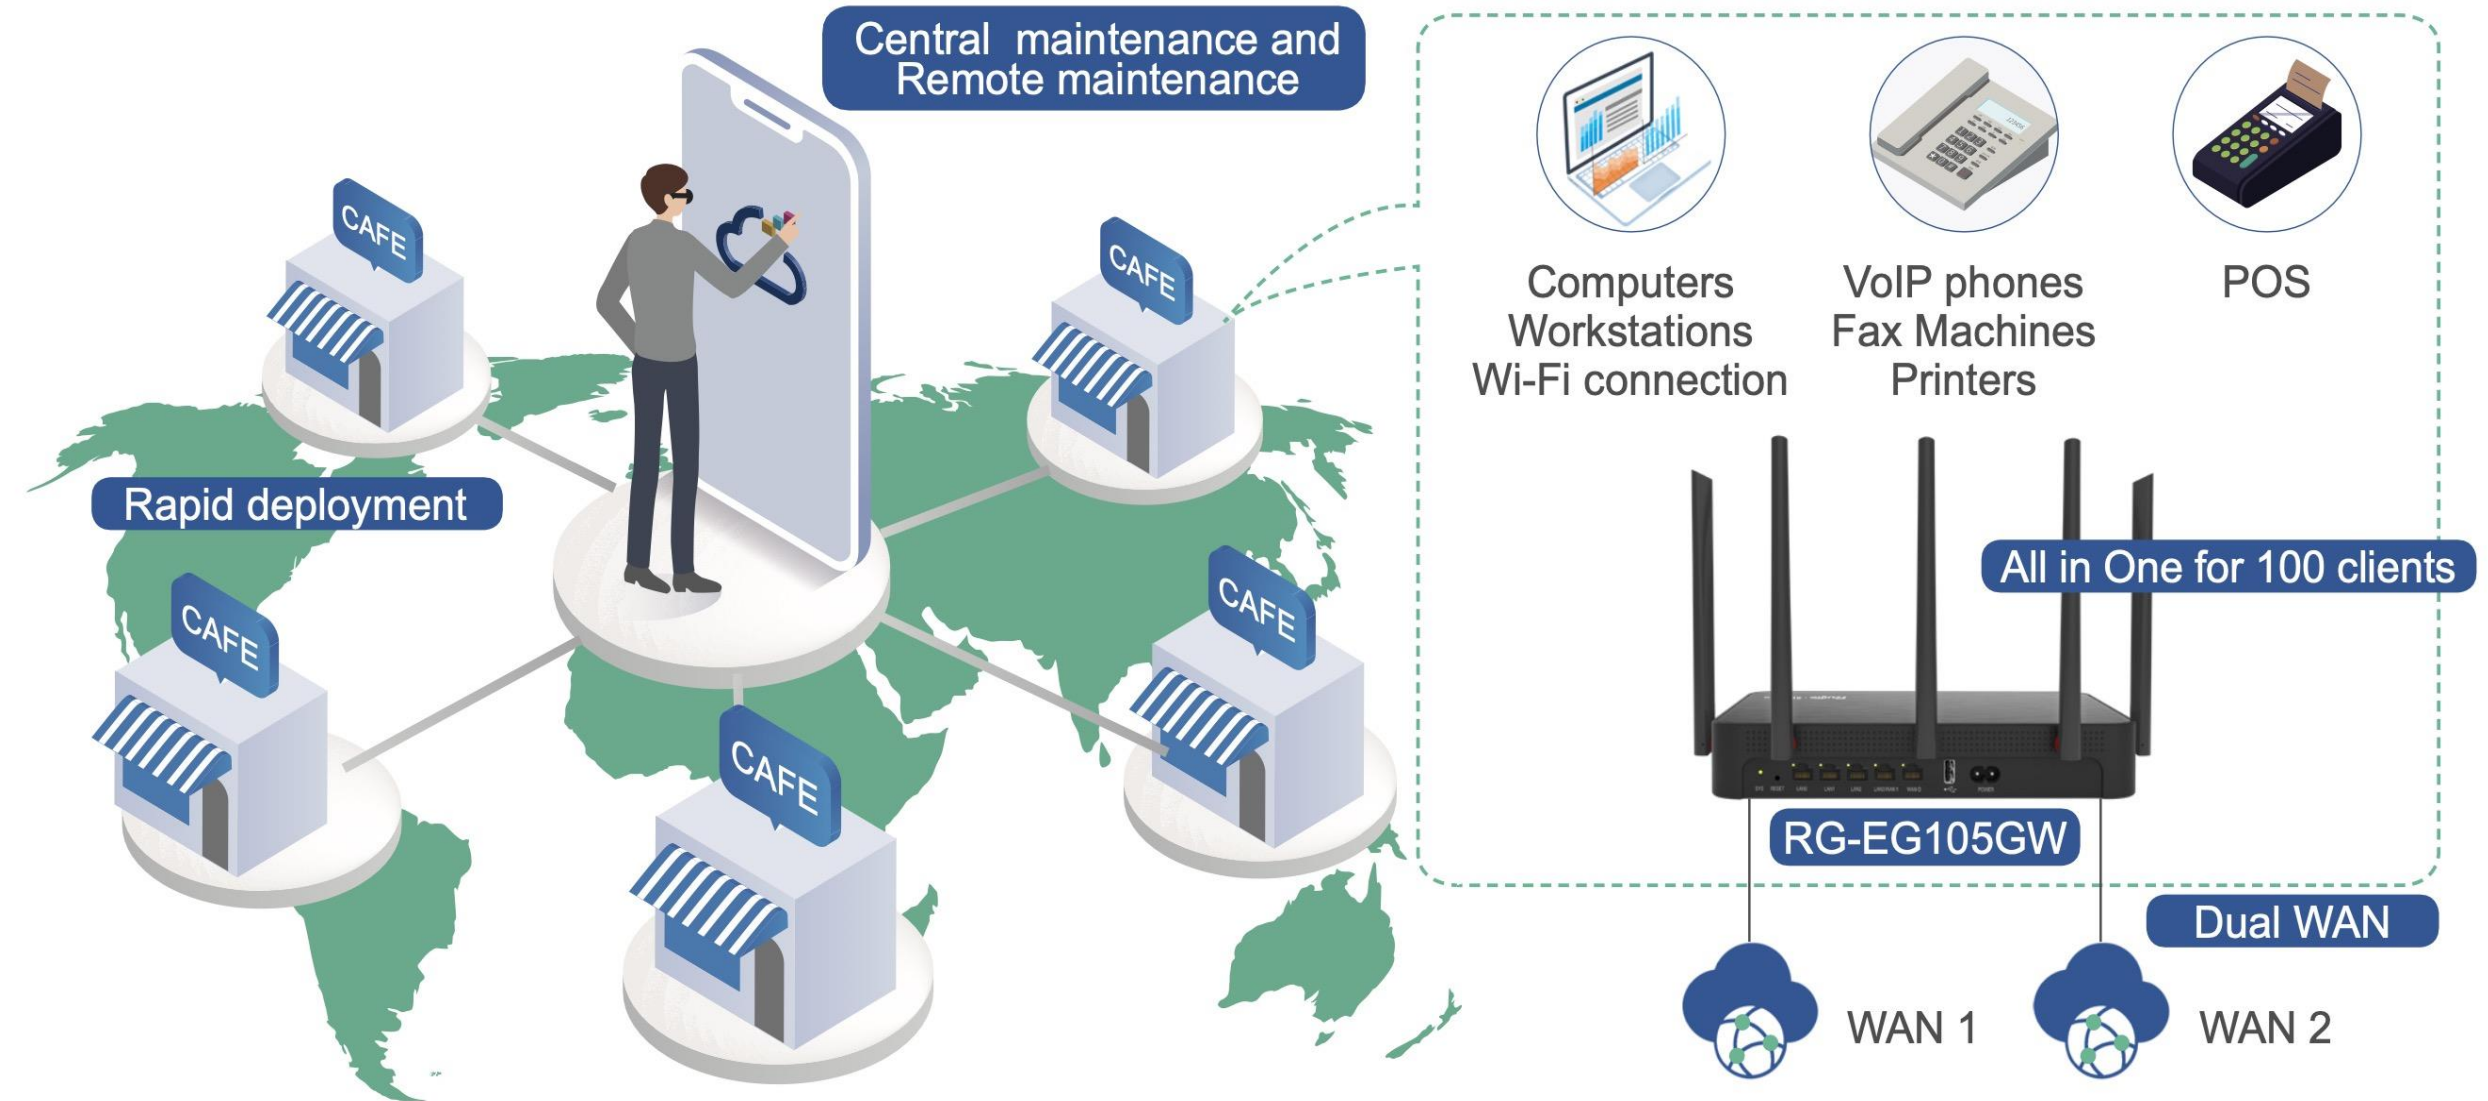 Central maintenance and
Remote maintenance
CAFE
CAFE
Rapid deployment
CAFE
CAFE
CAFE
Computers
Workstations
Wi-Fi connection
VoIP phones
Fax Machines
Printers
POS
All in One for 100 clients
RESET
RG-EG105GW
Dual WAN
WAN 1
WAN 2